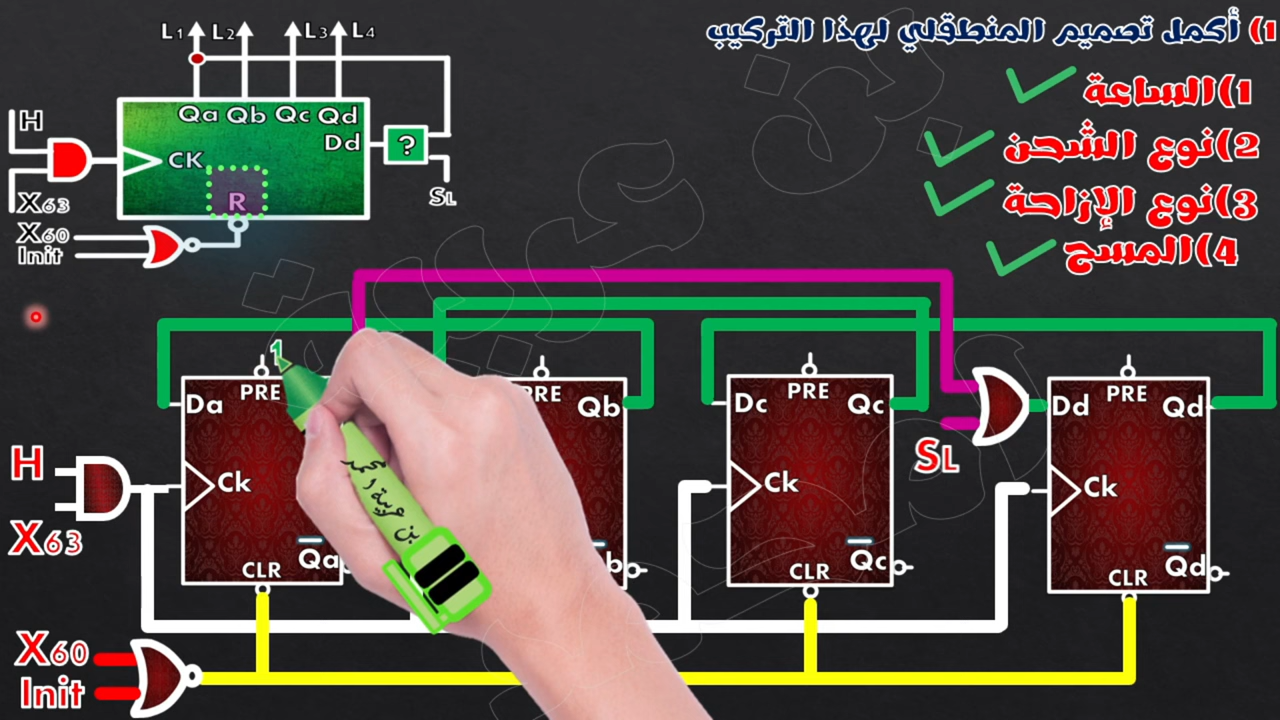 1) أكمل تصميم المنطقلي لهذا التركيب
1)الساعة
2)نوع الشحن
3)نوع الإزاحة
4)المسح
L1 L2 L3 L4
Qa Qb Qc Qd
Dd
?
H
CK
X63
R
SL
X60
Init
1
PRE PRE PRE PRE
Da Qb Dc Qc Dd Qd
SL
H
Ck Ck Ck
X63
Qa b Qc Qd
CLR CLR CLR
X60
Init